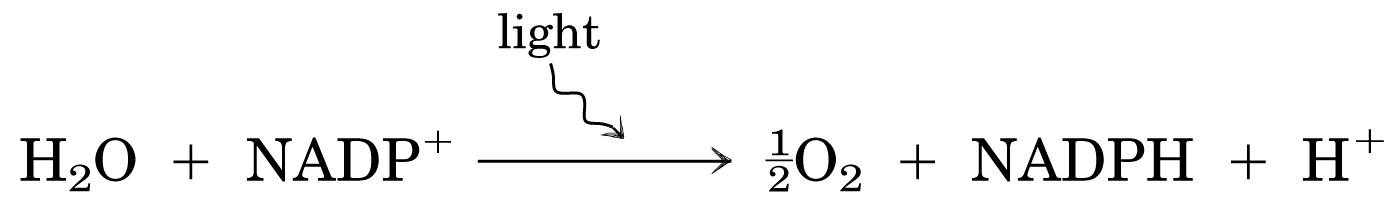 light
H₂O + NADP⁺ ⟶ ½O₂ + NADPH + H⁺